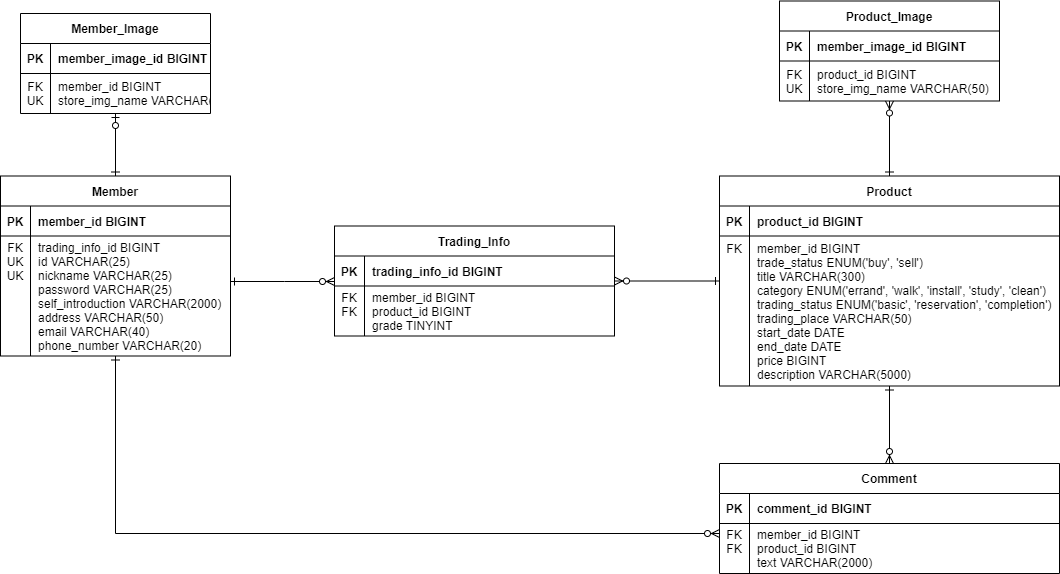 Member_Image
PK member_image_id BIGINT
FK member_id BIGINT
UK store_img_name VARCHAR(
Product_Image
PK member_image_id BIGINT
FK product_id BIGINT
UK store_img_name VARCHAR(50)
Member
PK member_id BIGINT
FK trading_info_id BIGINT
UK id VARCHAR(25)
UK nickname VARCHAR(25)
password VARCHAR(25)
self_introduction VARCHAR(2000)
address VARCHAR(50)
email VARCHAR(40)
phone_number VARCHAR(20)
Trading_Info
PK trading_info_id BIGINT
FK member_id BIGINT
FK product_id BIGINT
grade TINYINT
Product
PK product_id BIGINT
FK member_id BIGINT
trade_status ENUM('buy', 'sell')
title VARCHAR(300)
category ENUM('errand', 'walk', 'install', 'study', 'clean')
trading_status ENUM('basic', 'reservation', 'completion')
trading_place VARCHAR(50)
start_date DATE
end_date DATE
price BIGINT
description VARCHAR(5000)
Comment
PK comment_id BIGINT
FK member_id BIGINT
FK product_id BIGINT
text VARCHAR(2000)